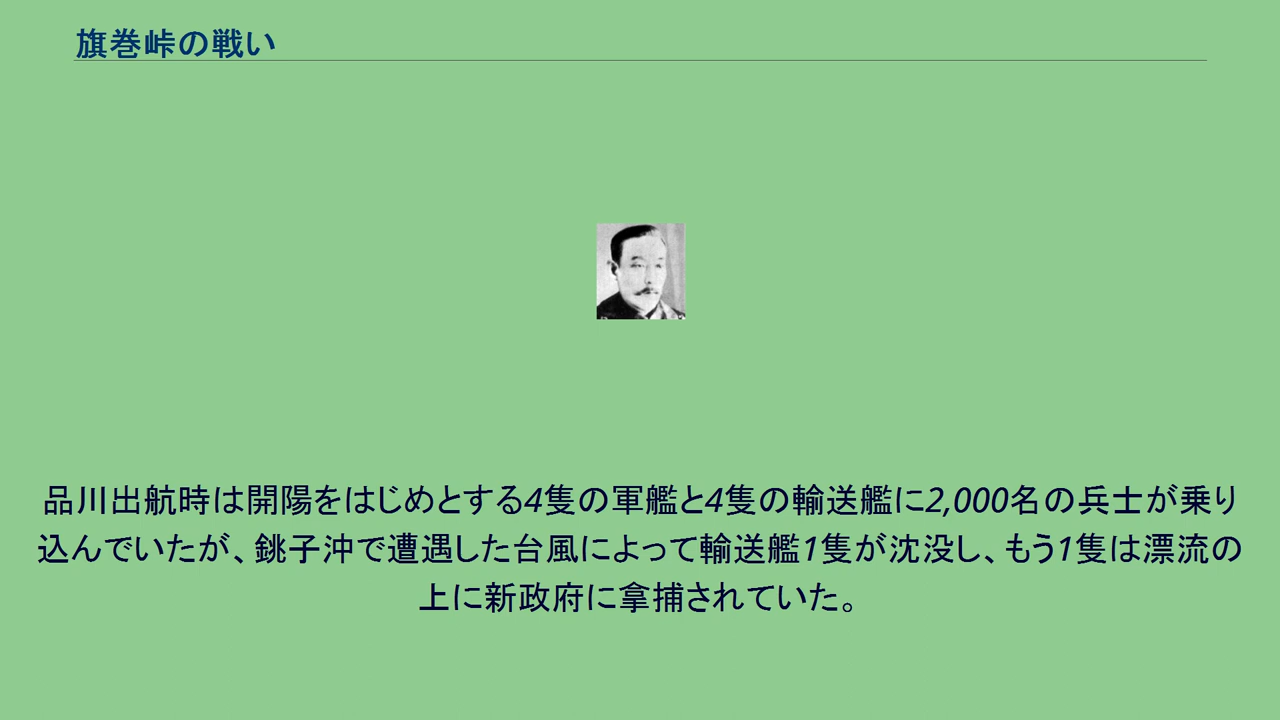 旗巻峠の戦い
品川出航時は開陽をはじめとする4隻の軍艦と4隻の輸送艦に2,000名の兵士が乗り
込んでいたが、銚子沖で遭遇した台風によって輸送艦1隻が沈没し、もう1隻は漂流の
上に新政府に拿捕されていた。